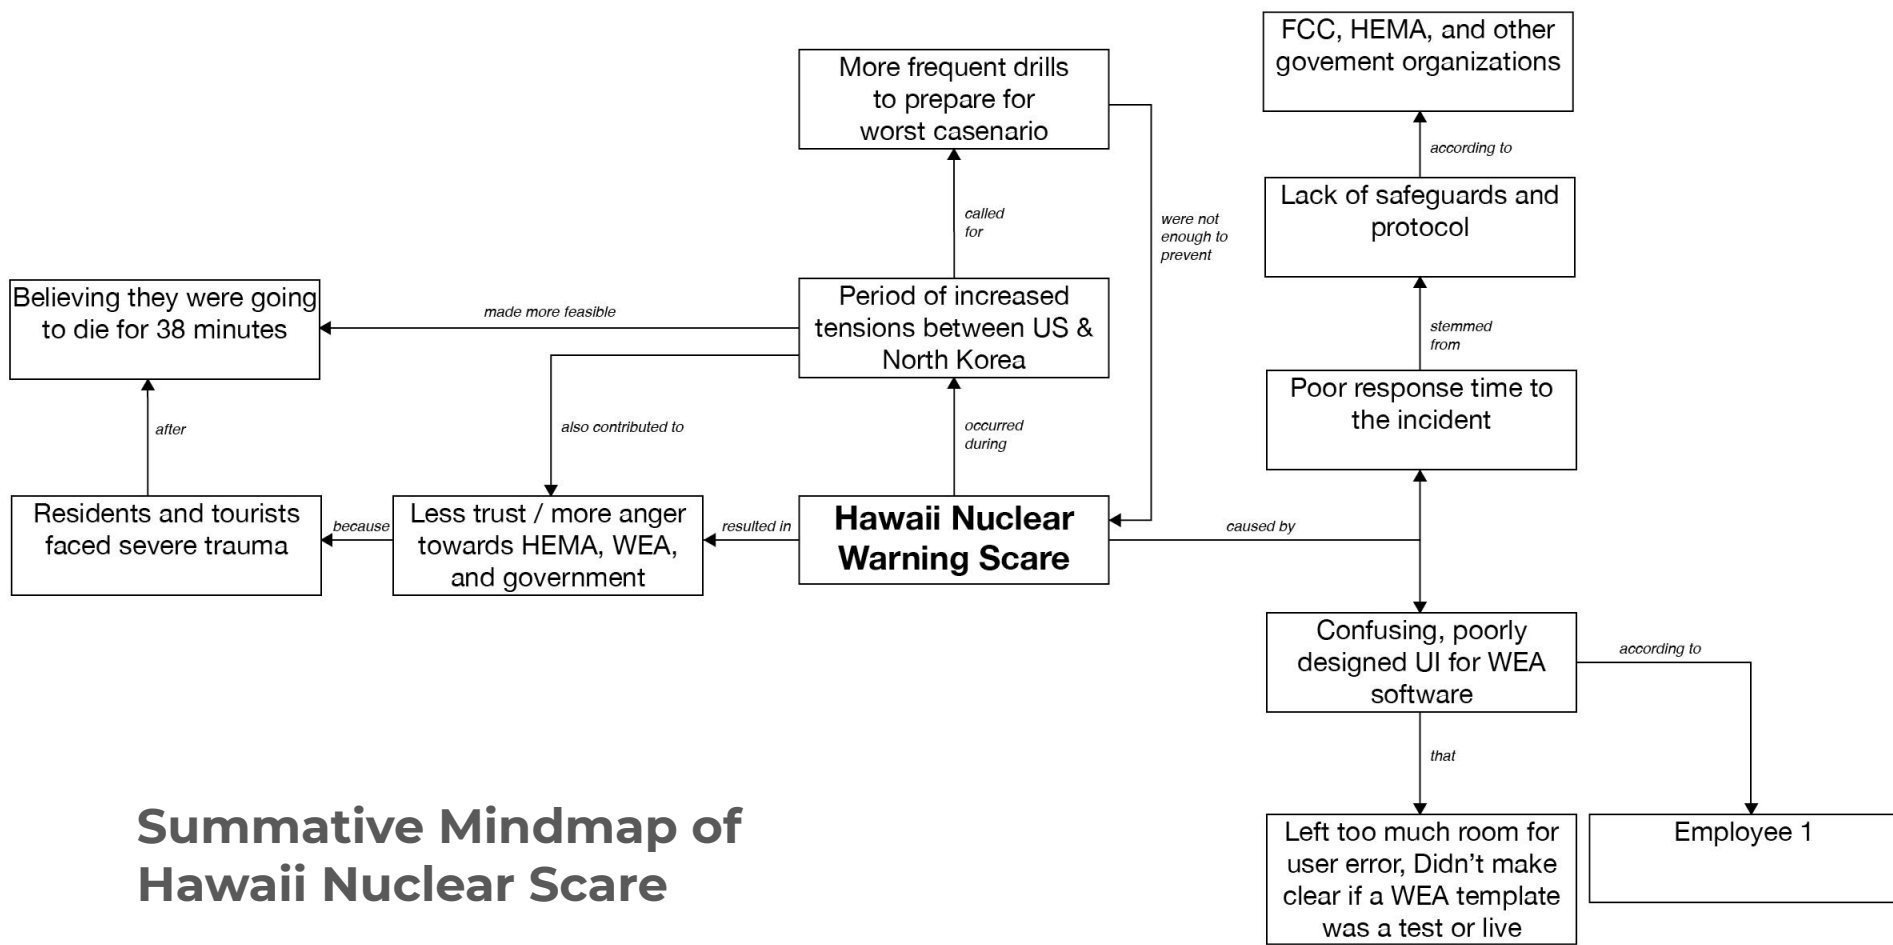 FCC, HEMA, and other
govement organizations
More frequent drills
to prepare for
worst casenario
according to
Lack of safeguards and
protocol
called
for
were not
enough to
prevent
Believing they were going
to die for 38 minutes
made more feasible
Period of increased
tensions between US &
North Korea
stemmed
from
Poor response time to
the incident
after
also contributed to
occurred
during
Residents and tourists
faced severe trauma
because
Less trust / more anger
towards HEMA, WEA,
and government
resulted in
Hawaii Nuclear
Warning Scare
caused by
Confusing, poorly
designed UI for WEA
software
according to
that
Left too much room for
user error, Didn’t make
clear if a WEA template
was a test or live
Employee 1
Summative Mindmap of
Hawaii Nuclear Scare